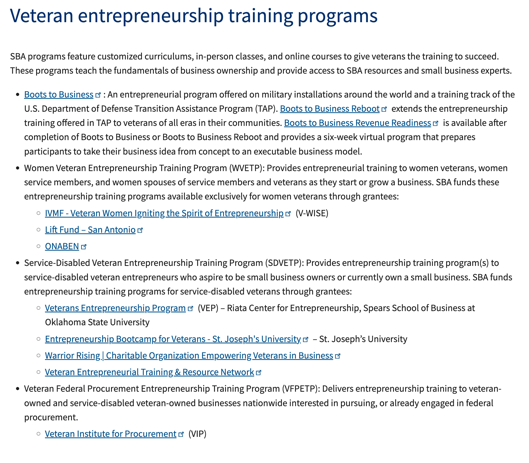 Veteran entrepreneurship training programs
SBA programs feature customized curriculums, in-person classes, and online courses to give veterans the training to succeed.
These programs teach the fundamentals of business ownership and provide access to SBA resources and small business experts.
• Boots to Business : An entrepreneurial program offered on military installations around the world and a training track of the
U.S. Department of Defense Transition Assistance Program (TAP). Boots to Business Reboot extends the entrepreneurship
training offered in TAP to veterans of all eras in their communities. Boots to Business Revenue Readiness is available after
completion of Boots to Business or Boots to Business Reboot and provides a six-week virtual program that prepares
participants to take their business idea from concept to an executable business model.
• Women Veteran Entrepreneurship Training Program (WVETP): Provides entrepreneurial training to women veterans, women
service members, and women spouses of service members and veterans as they start or grow a business. SBA funds these
entrepreneurship training programs available exclusively for women veterans through grantees:
○ IVMF - Veteran Women Igniting the Spirit of Entrepreneurship (V-WISE)
○ Lift Fund – San Antonio
○ ONABEN
• Service-Disabled Veteran Entrepreneurship Training Program (SDVETP): Provides entrepreneurship training program(s) to
service-disabled veteran entrepreneurs who aspire to be small business owners or currently own a small business. SBA funds
entrepreneurship training programs for service-disabled veterans through grantees:
○ Veterans Entrepreneurship Program (VEP) – Riata Center for Entrepreneurship, Spears School of Business at
Oklahoma State University
○ Entrepreneurship Bootcamp for Veterans - St. Joseph's University – St. Joseph's University
○ Warrior Rising | Charitable Organization Empowering Veterans in Business
○ Veteran Entrepreneurial Training & Resource Network
• Veteran Federal Procurement Entrepreneurship Training Program (VFPETP): Delivers entrepreneurship training to veteran-
owned and service-disabled veteran-owned businesses nationwide interested in pursuing, or already engaged in federal
procurement.
○ Veteran Institute for Procurement (VIP)